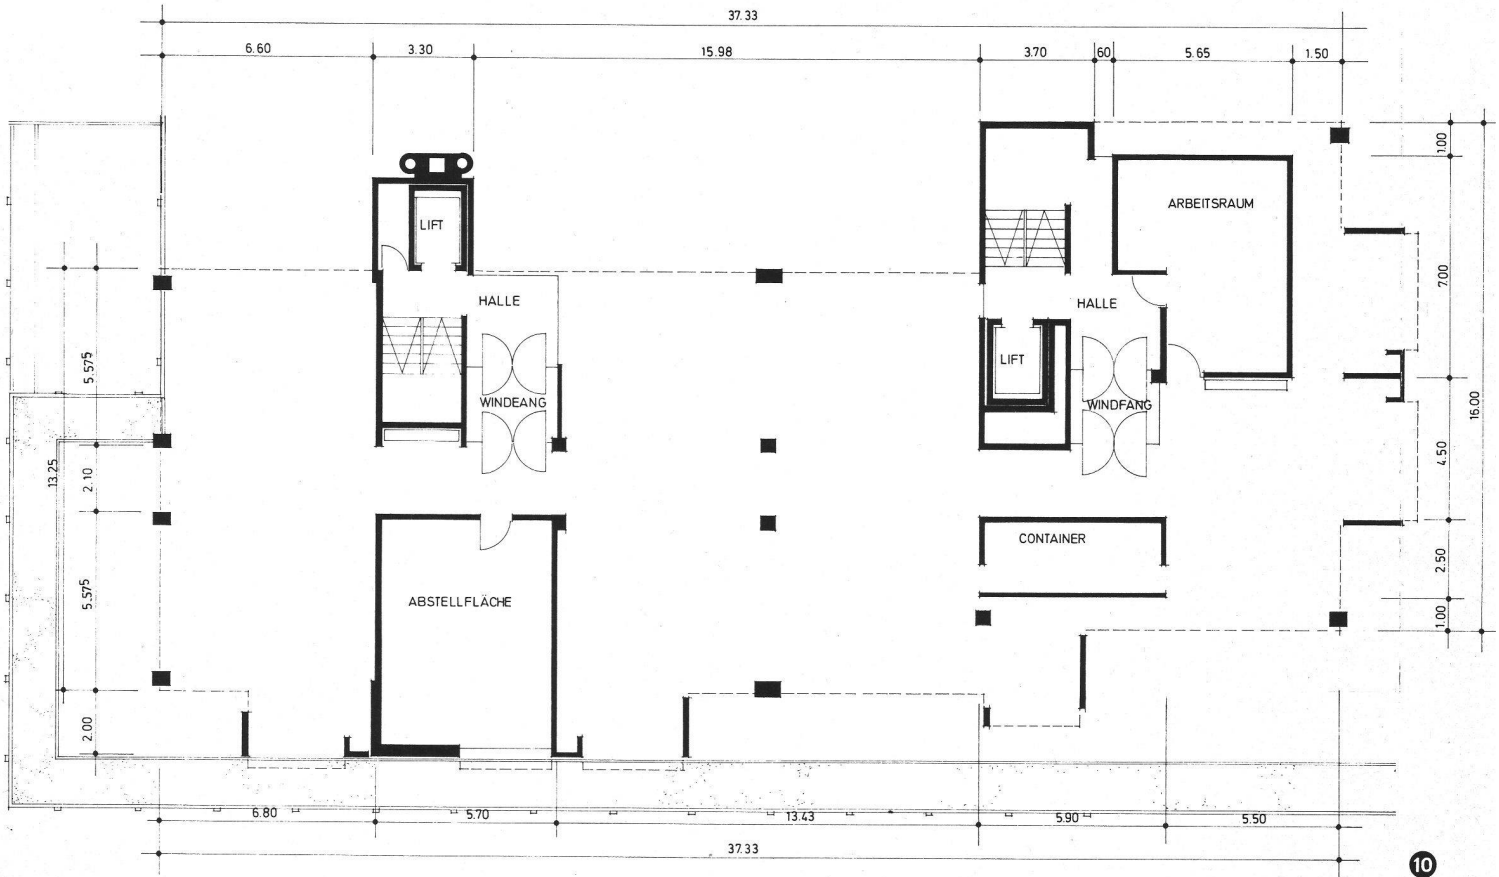 37.33
6.60
3.30
15.98
3.70
60
5.65
1.50
1.00
ARBEITSRAUM
LIFT
7.00
HALLE
HALLE
5.575
LIFT
WINDEANG
WINDFANG
16.00
13.25
2.10
4.50
CONTAINER
2.50
5.575
ABSTELLFLÄCHE
1.00
2.00
6.80
5.70
13.43
5.90
5.50
37.33
10